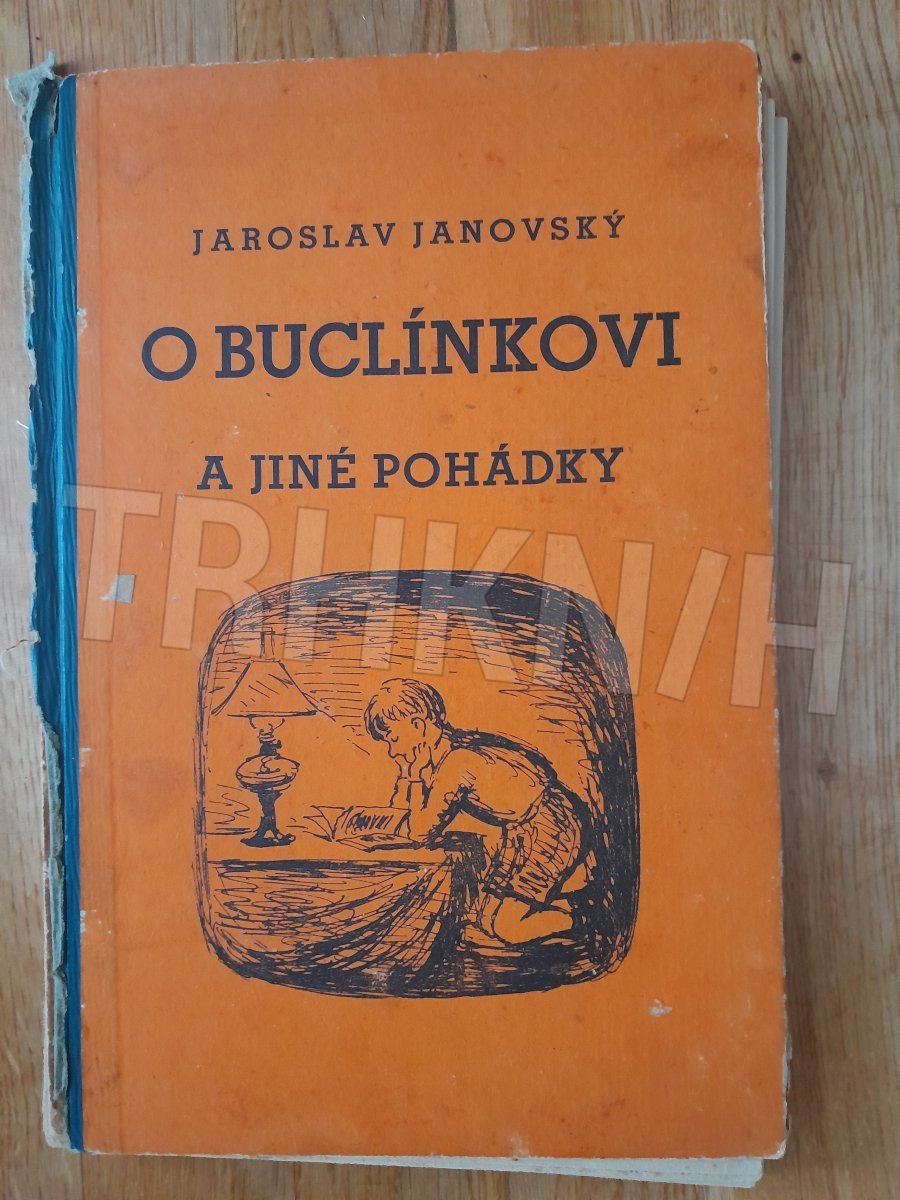 JAROSLAV JANOVSKÝ
O BUCLÍNKOVI
A JINÉ POHÁDKY
TRHKNIH